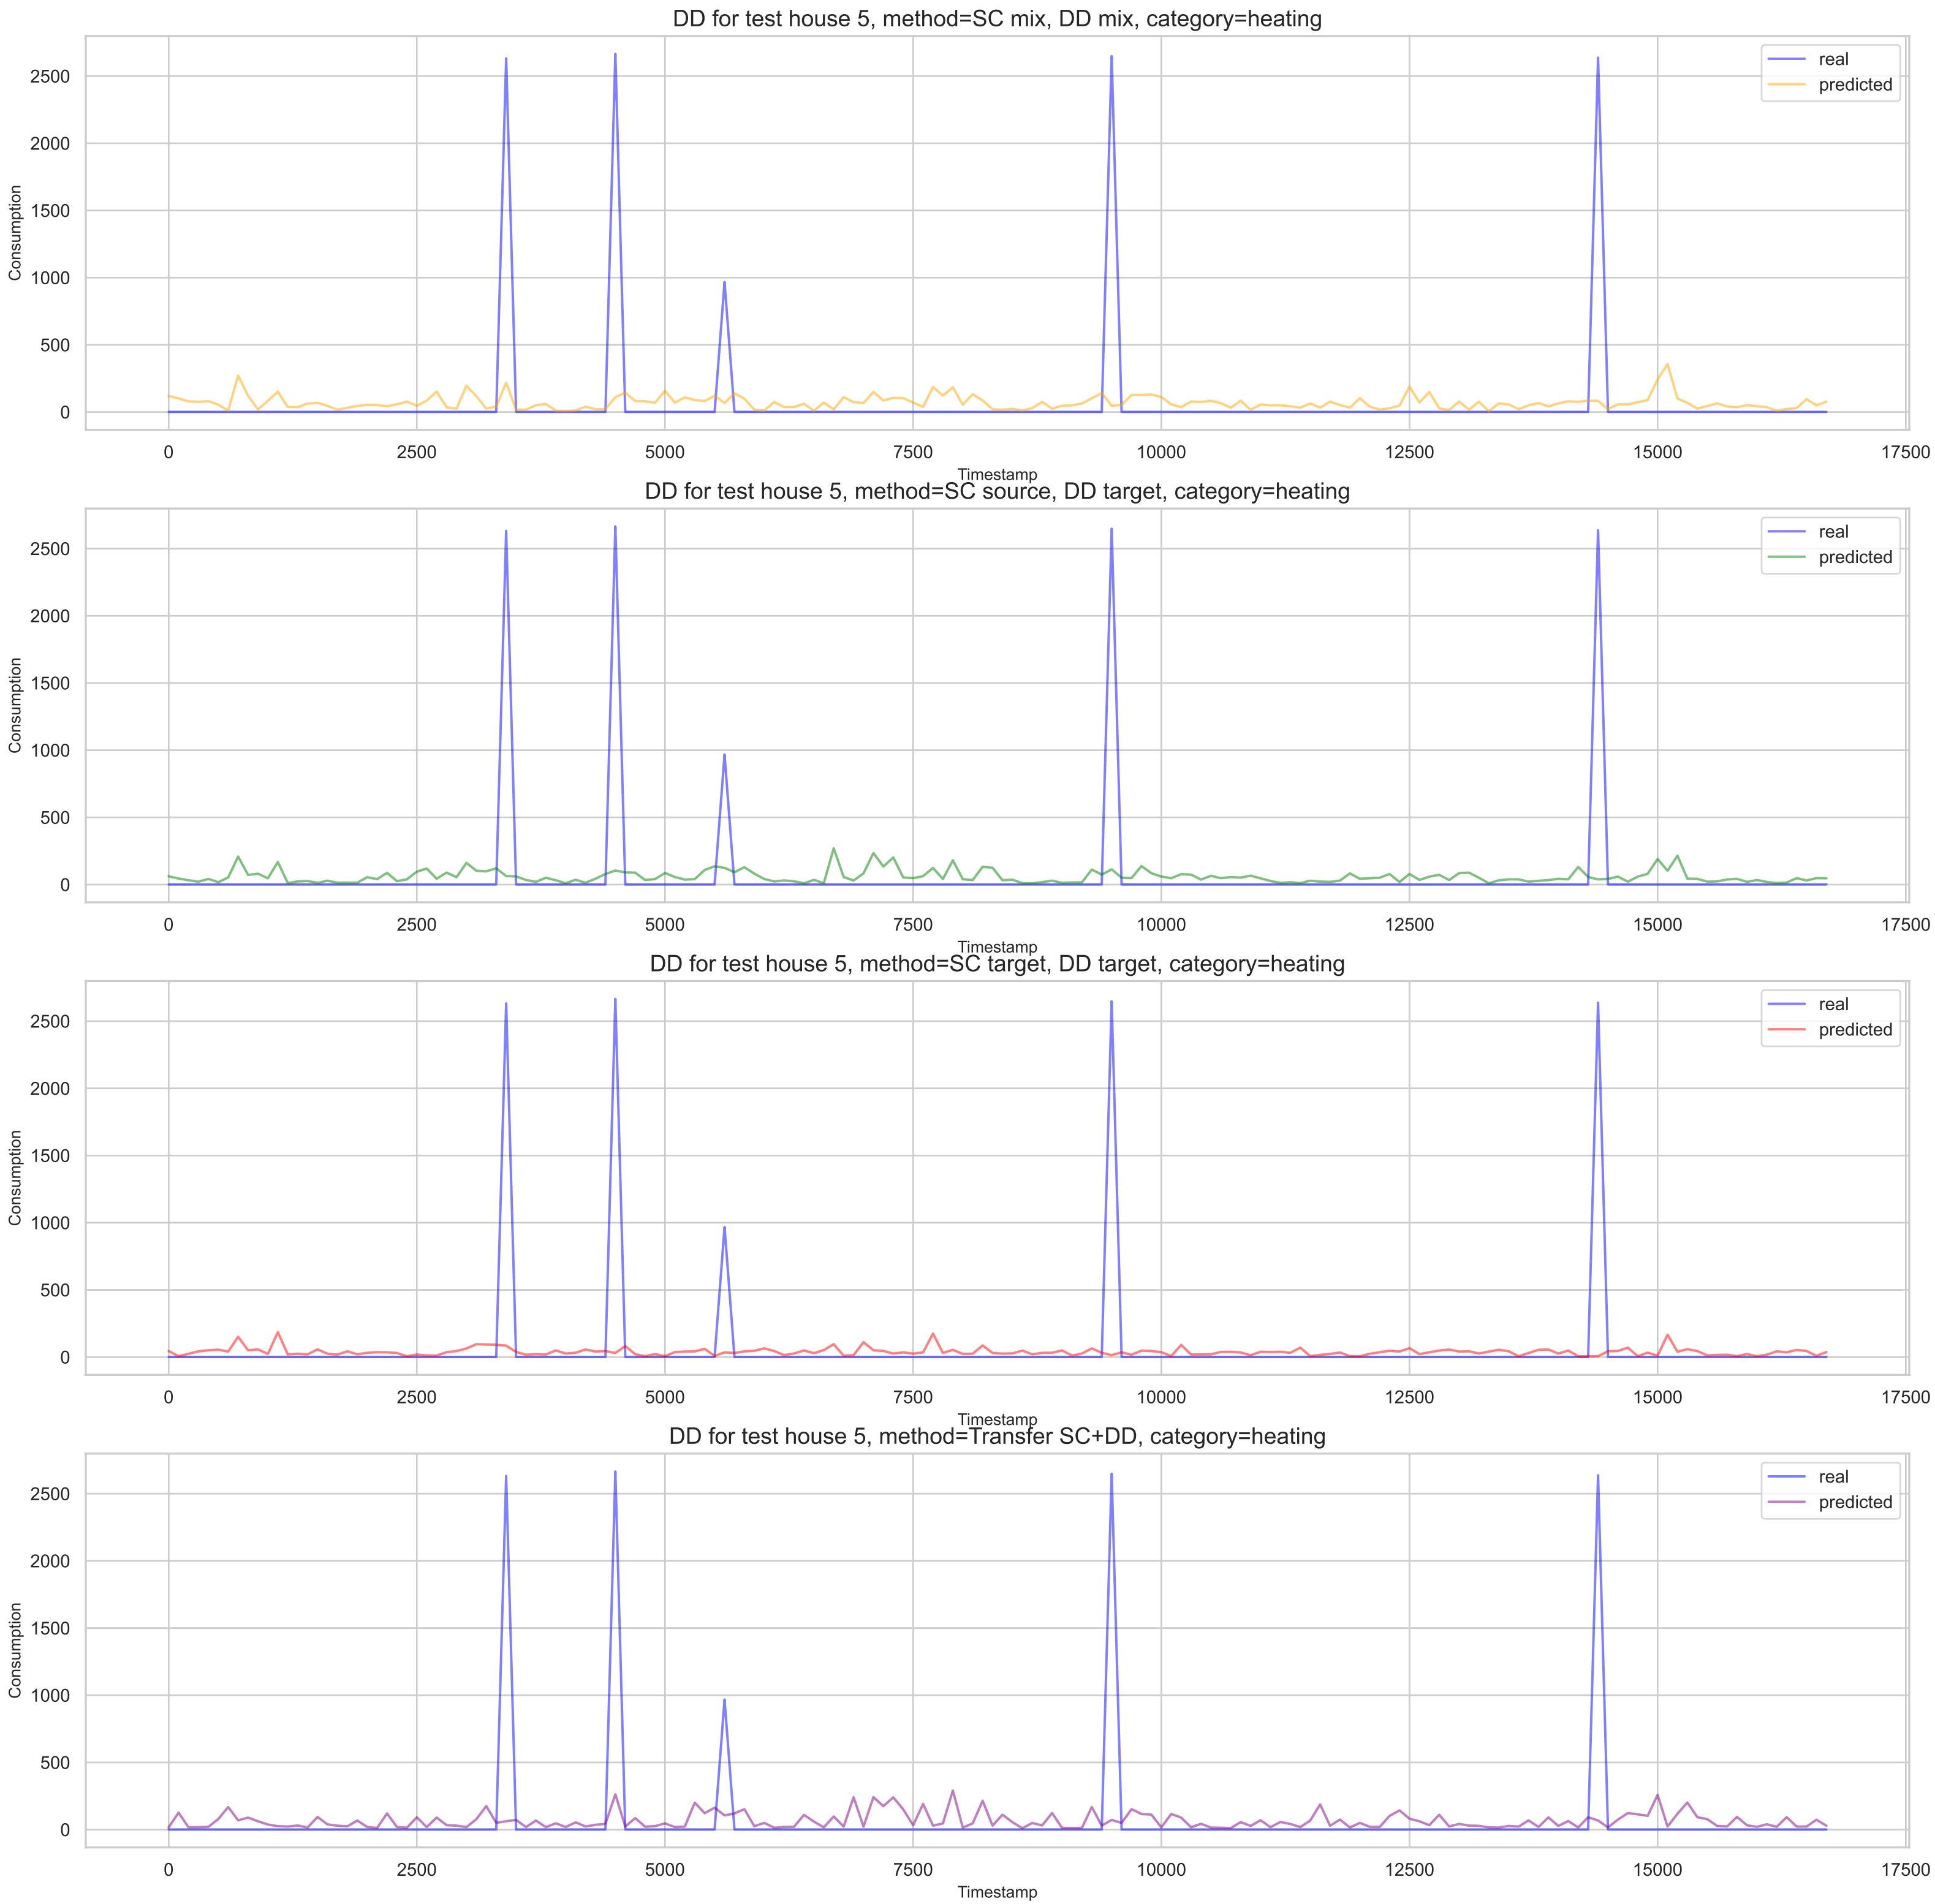 DD for test house 5, method=SC mix, DD mix, category=heating
real
predicted
Consumption
2500
2000
1500
1000
500
0
0 2500 5000 7500 10000 12500 15000 17500
Timestamp
DD for test house 5, method=SC source, DD target, category=heating
real
predicted
Consumption
2500
2000
1500
1000
500
0
0 2500 5000 7500 10000 12500 15000 17500
Timestamp
DD for test house 5, method=SC target, DD target, category=heating
real
predicted
Consumption
2500
2000
1500
1000
500
0
0 2500 5000 7500 10000 12500 15000 17500
Timestamp
DD for test house 5, method=Transfer SC+DD, category=heating
real
predicted
Consumption
2500
2000
1500
1000
500
0
0 2500 5000 7500 10000 12500 15000 17500
Timestamp